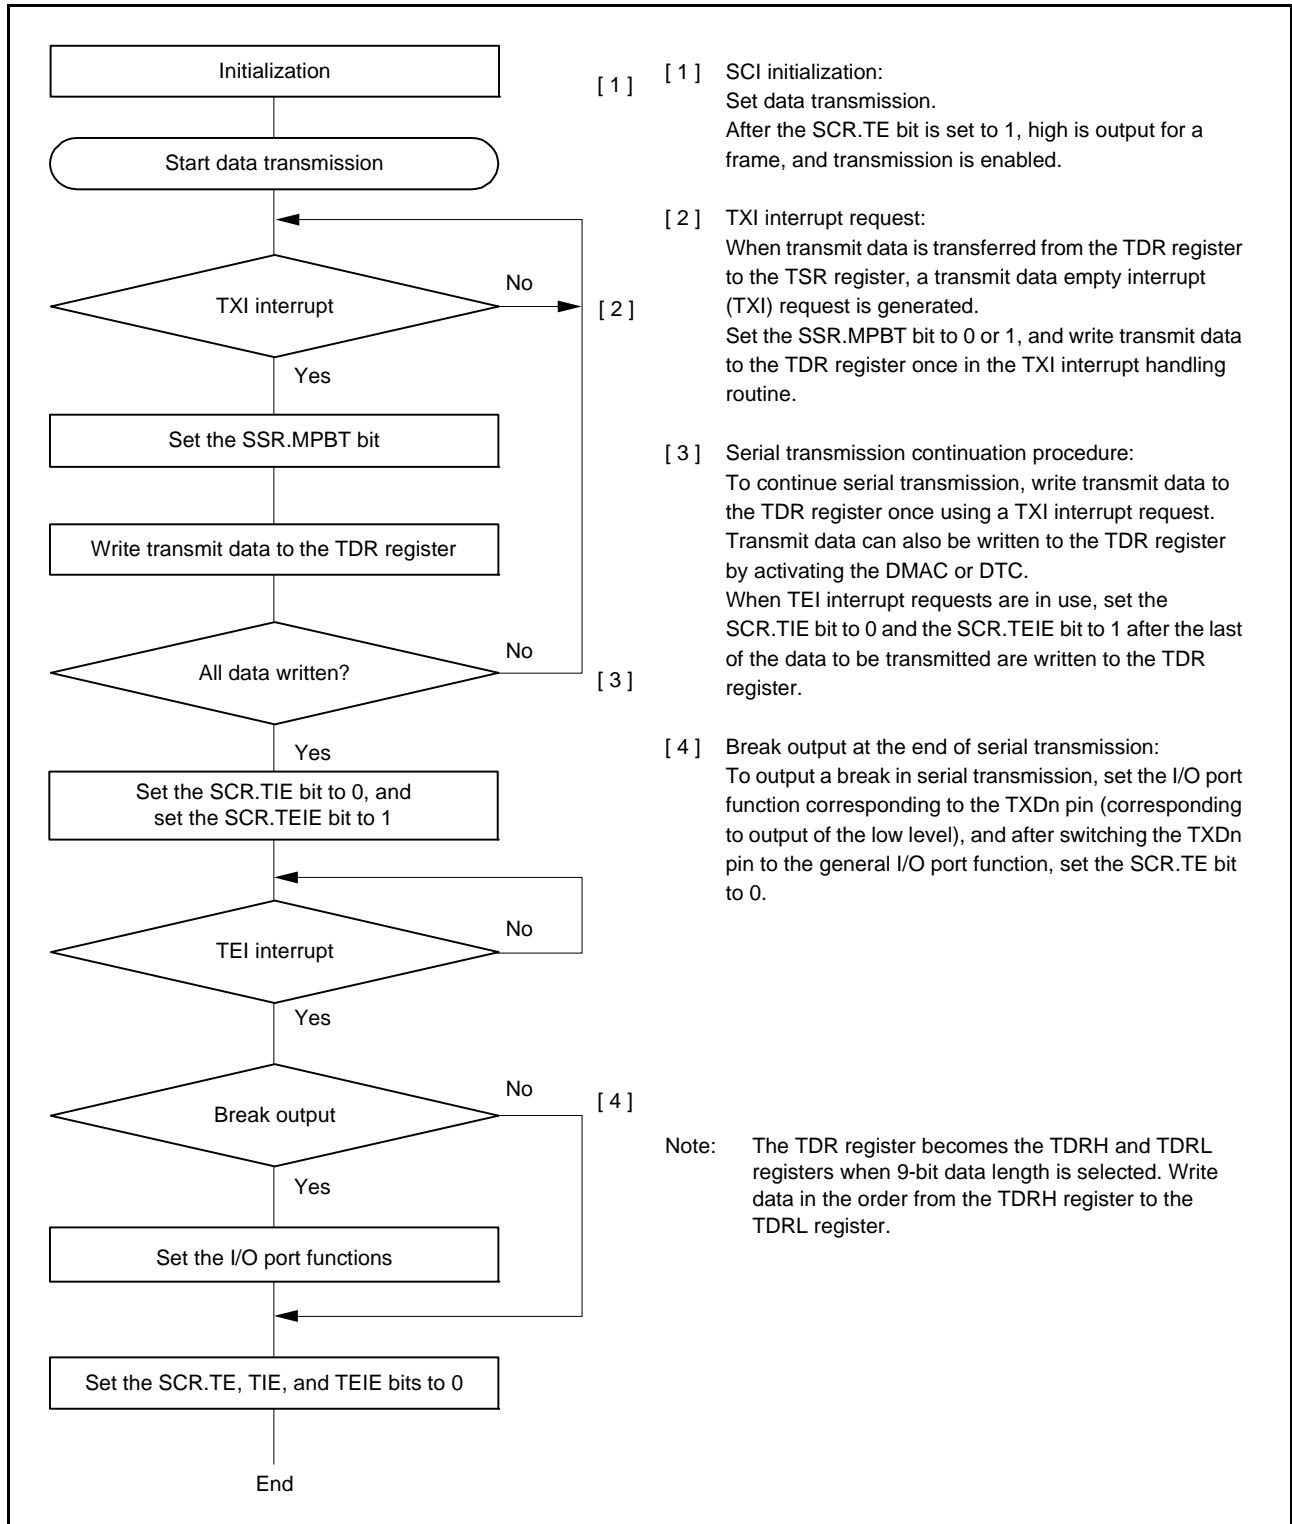 Initialization
[ 1 ]
Start data transmission
No
TXI interrupt
[ 2 ]
Yes
Set the SSR.MPBT bit
Write transmit data to the TDR register
No
All data written?
[ 3 ]
Yes
Set the SCR.TIE bit to 0, and
set the SCR.TEIE bit to 1
No
TEI interrupt
Yes
No
Break output
[ 4 ]
Yes
Set the I/O port functions
Set the SCR.TE, TIE, and TEIE bits to 0
End
[ 1 ] SCI initialization:
Set data transmission.
After the SCR.TE bit is set to 1, high is output for a
frame, and transmission is enabled.
[ 2 ] TXI interrupt request:
When transmit data is transferred from the TDR register
to the TSR register, a transmit data empty interrupt
(TXI) request is generated.
Set the SSR.MPBT bit to 0 or 1, and write transmit data
to the TDR register once in the TXI interrupt handling
routine.
[ 3 ] Serial transmission continuation procedure:
To continue serial transmission, write transmit data to
the TDR register once using a TXI interrupt request.
Transmit data can also be written to the TDR register
by activating the DMAC or DTC.
When TEI interrupt requests are in use, set the
SCR.TIE bit to 0 and the SCR.TEIE bit to 1 after the last
of the data to be transmitted are written to the TDR
register.
[ 4 ] Break output at the end of serial transmission:
To output a break in serial transmission, set the I/O port
function corresponding to the TXDn pin (corresponding
to output of the low level), and after switching the TXDn
pin to the general I/O port function, set the SCR.TE bit
to 0.
Note: The TDR register becomes the TDRH and TDRL
registers when 9-bit data length is selected. Write
data in the order from the TDRH register to the
TDRL register.